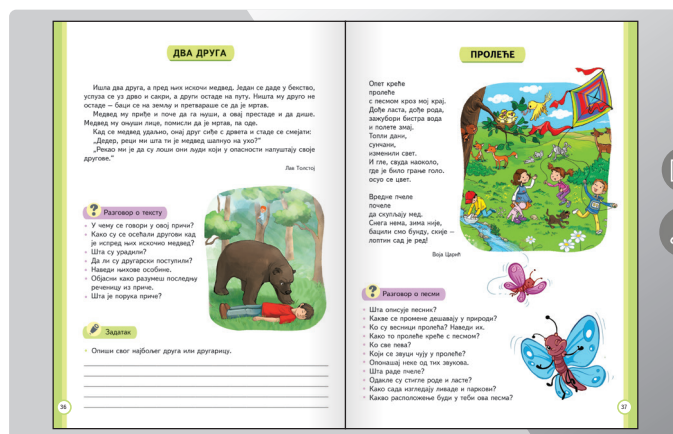 ДВА ДРУГА
Ишла два друга, а пред њих искочи медвед. Један се даде у бекство,
успуза се уз дрво и сакри, а други остаде на путу. Ништа му друго не
остаде – баци се на земљу и претвараше се да је мртав.
Медвед му приђе и поче да га њуши, а овај престаде и да дише.
Медвед му оњуши лице, помисли да је мртав, па оде.
Кад се медвед удаљио, онај друг сиђе с дрвета и стаде се смејати:
„Дедер, реци ми шта ти је медвед шапнуо на ухо?”
„Рекао ми је да су лоши они људи који у опасности напуштају своје
другове.”
Лав Толстој
Разговор о тексту
• У чему се говори у овој причи?
• Како су се осећали другови кад
је испред њих искочио медвед?
• Шта су урадили?
• Да ли су другарски поступили?
• Наведи њихове особине.
• Објасни како разумеш последњу
реченицу из приче.
• Шта је порука приче?
Задатак
• Опиши свог најбољег друга или другарицу.
36
ПРОЛЕЋЕ
Опет креће
пролеће
с песмом кроз мој крај.
Дође ласта, дође рода,
зажубори бистра вода
и полете змај.
Топли дани,
сунчани,
изменили свет.
И гле, свуда наоколо,
где је било грање голо.
осуо се цвет.
Вредне пчеле
почеле
да скупљају мед.
Снега нема, зима није,
бацили смо бунду, скије –
лоптин сад је ред!
Воја Царић
Разговор о песми
• Шта описује песник?
• Какве се промене дешавају у природи?
• Ко су весници пролећа? Наведи их.
• Како то пролеће креће с песмом?
• Ко све пева?
• Који се звуци чују у пролеће?
• Опонашај неке од тих звукова.
• Шта раде пчеле?
• Одакле су стигле роде и ласте?
• Како сада изгледају ливаде и паркови?
• Какво расположење буди у теби ова песма?
37